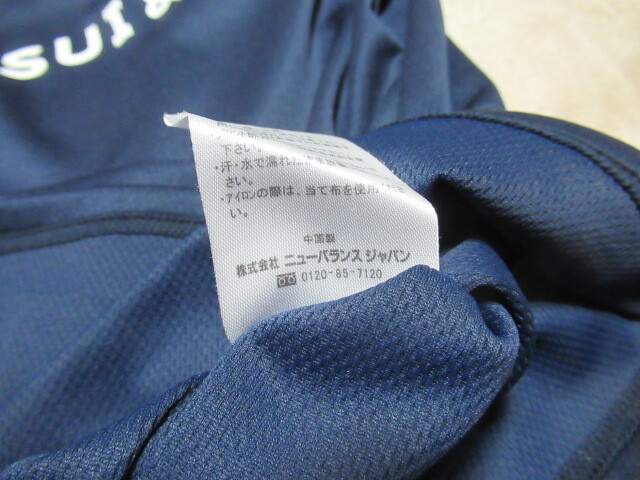 SUI
下さい。
・汗・水で濡れた
さい。
・アイロンの際は、当て布を使用
い。
中国製
株式会社 ニューバランス ジャパン
0120-85-7120